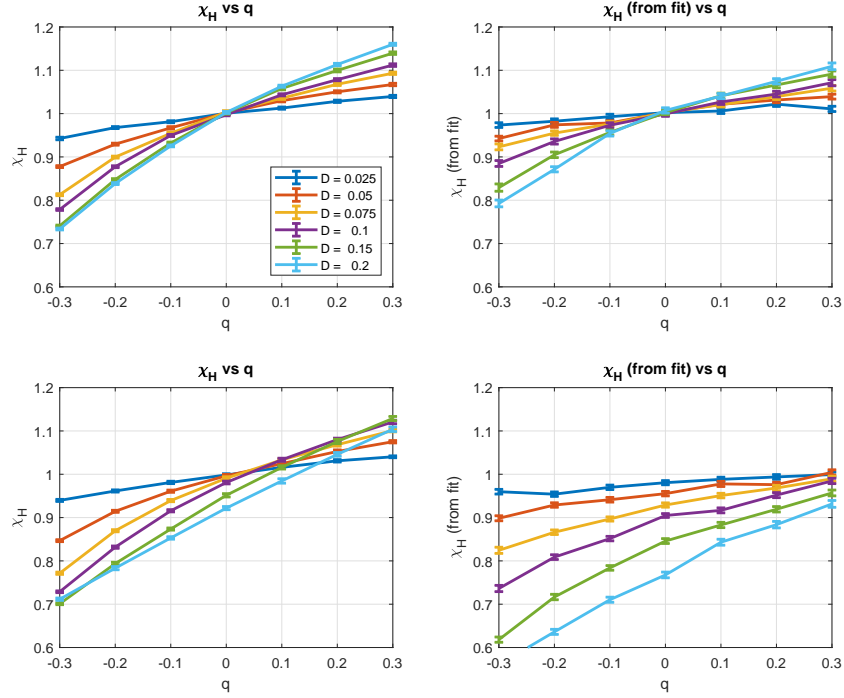 χH vs q
1.2
1.1
1
0.9
0.8
0.7
0.6
χH
-0.3 -0.2 -0.1 0 0.1 0.2 0.3
q
D = 0.025
D = 0.05
D = 0.075
D = 0.1
D = 0.15
D = 0.2
χH (from fit) vs q
1.2
1.1
1
0.9
0.8
0.7
0.6
χH (from fit)
-0.3 -0.2 -0.1 0 0.1 0.2 0.3
q
χH vs q
1.2
1.1
1
0.9
0.8
0.7
0.6
χH
-0.3 -0.2 -0.1 0 0.1 0.2 0.3
q
χH (from fit) vs q
1.2
1.1
1
0.9
0.8
0.7
0.6
χH (from fit)
-0.3 -0.2 -0.1 0 0.1 0.2 0.3
q